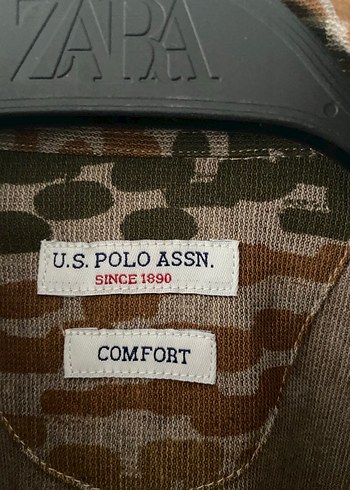 ZARA
U.S. POLO ASSN.
SINCE 1890
COMFORT